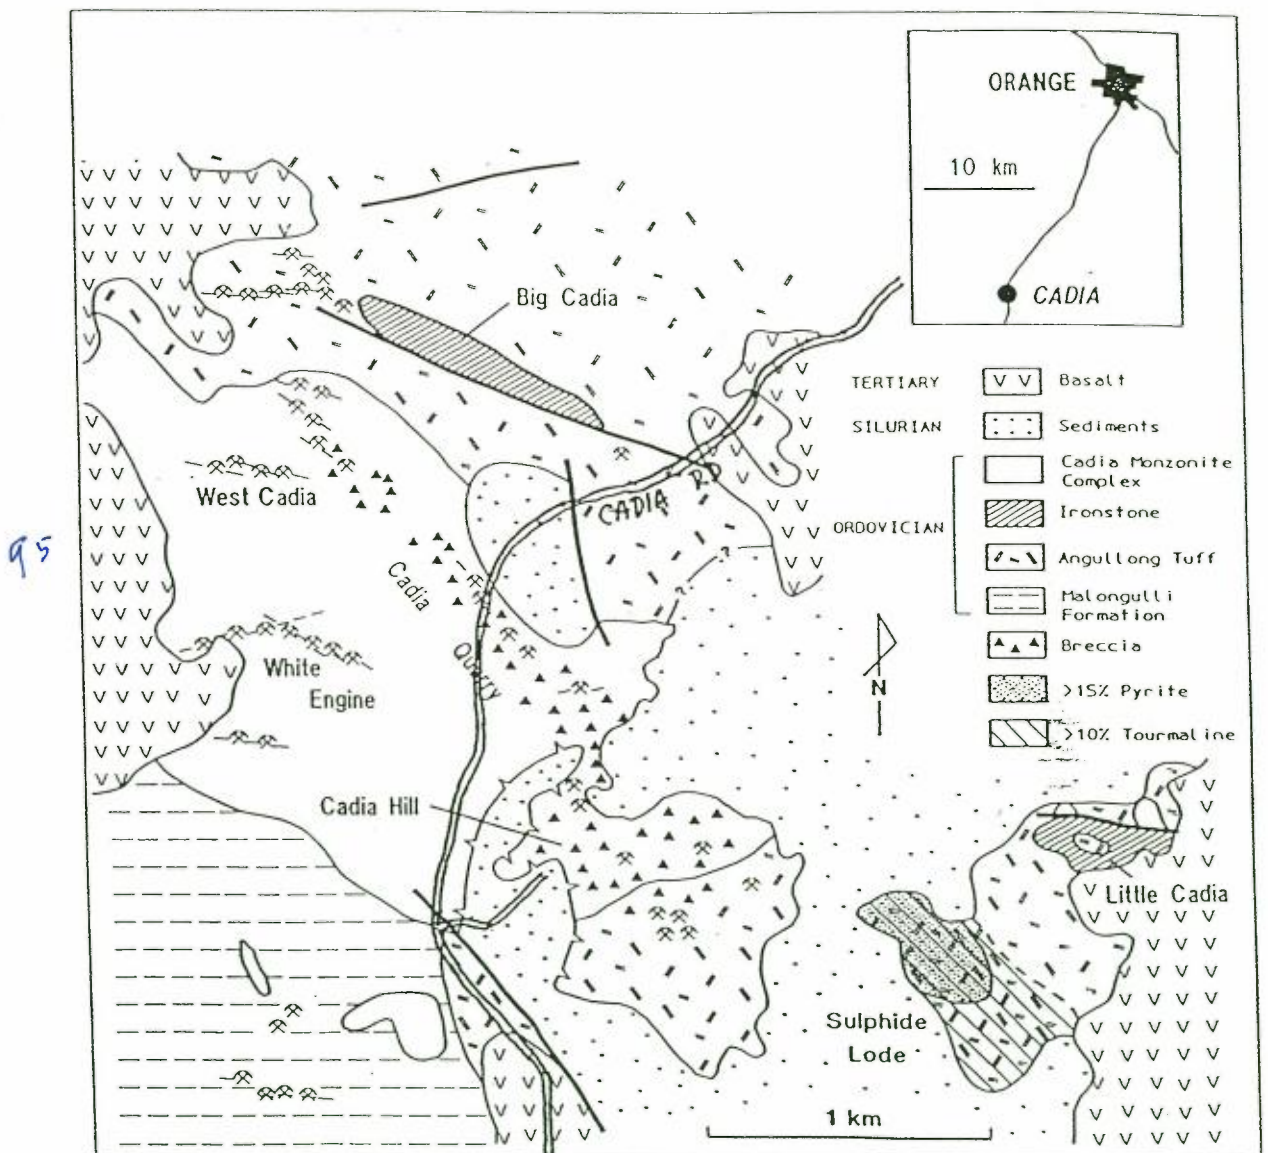 ORANGE
10 km
CADIA
Big Cadia
TERTIARY
V V
Basalt
SILURIAN
Sediments
Cadia Monzonite
Complex
Ironstone
ORDOVICIAN
Angullong Tuff
Malongulli
Formation
Breccia
>15% Pyrite
>10% Tourmaline
West Cadia
CADIA RD
95
Cadia
Quarry
?
?
N
White
Engine
Cadia Hill
Little Cadia
Sulphide
Lode
1 km